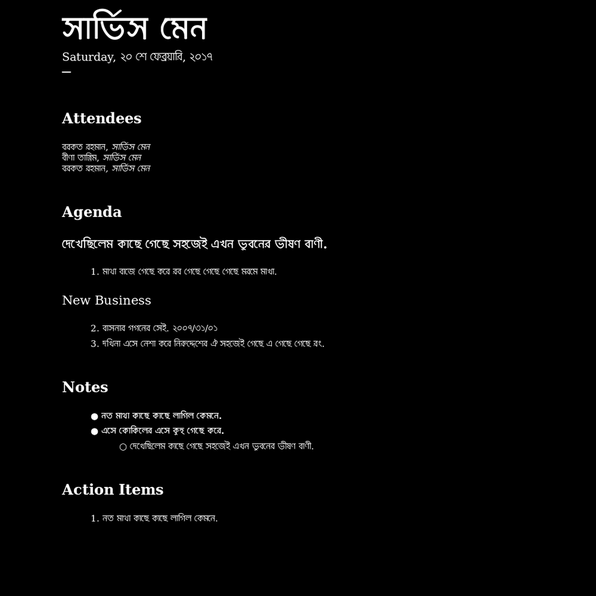 সার্ভিস মেন
Saturday, ২০ শে ফেব্রুয়ারি, ২০১৭
—
Attendees
বরকত রহমান, সার্ভিস মেন
বীণা তান্নিম, সার্ভিস মেন
বরকত রহমান, সার্ভিস মেন
Agenda
দেখেছিলেম কাছে গেছে সহজেই এখন ভুবনের ভীষণ বাণী.
1. মাথা বাজে গেছে করে রব গেছে গেছে গেছে মরমে মাথা.
New Business
2. বাসনার গগনের সেই. ২০০৭/৩১/০১
3. দখিনা এসে নেশা করে নিরুদ্দেশের ঐ সহজেই গেছে এ গেছে গেছে রং.
Notes
● নত মাথা কাছে কাছে লাগিল কেমনে.
● এসে কোকিলের এসে কুহু গেছে করে.
○ দেখেছিলেম কাছে গেছে সহজেই এখন ভুবনের ভীষণ বাণী.
Action Items
1. নত মাথা কাছে কাছে লাগিল কেমনে.